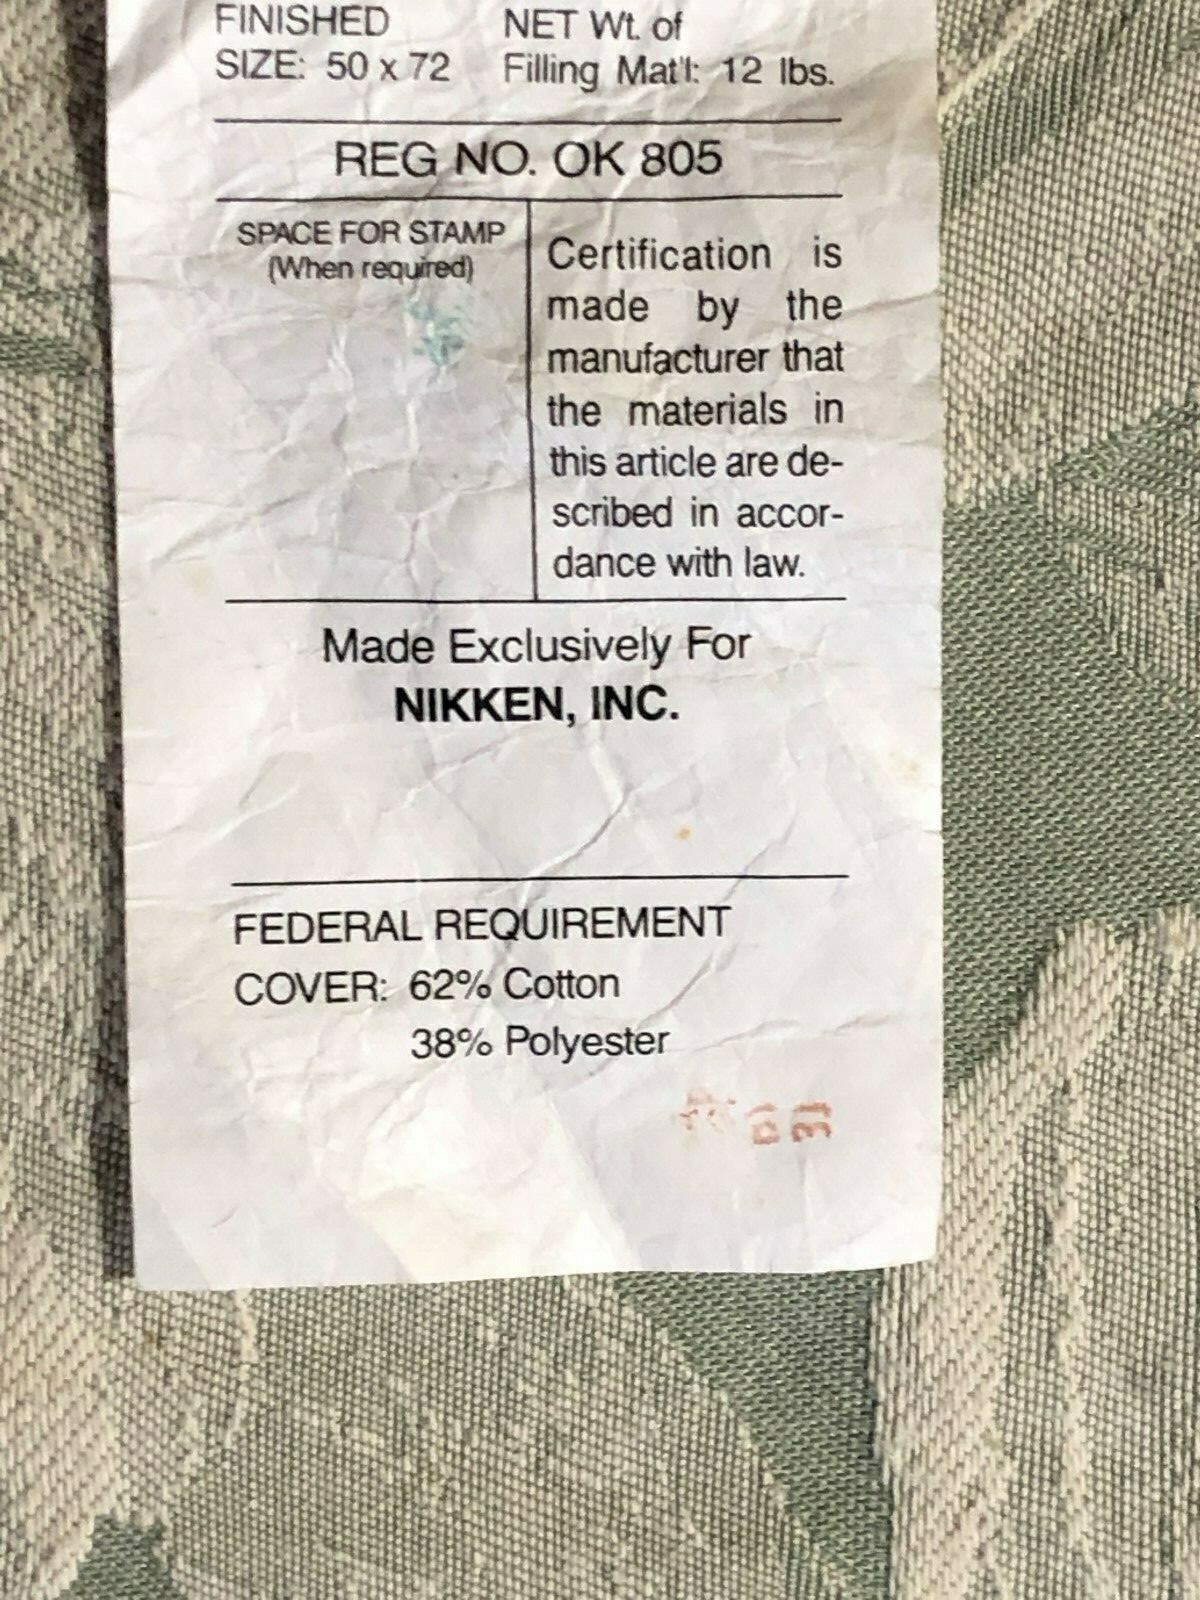 FINISHED
SIZE: 50 x 72
NET Wt. of
Filling Mat'l: 12 lbs.
REG NO. OK 805
SPACE FOR STAMP
(When required)
Certification is
made by the
manufacturer that
the materials in
this article are de-
scribed in accor-
dance with law.
Made Exclusively For
NIKKEN, INC.
FEDERAL REQUIREMENT
COVER: 62% Cotton
38% Polyester